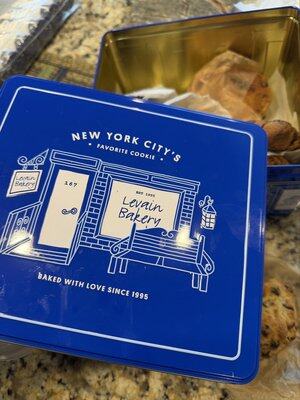 NEW YORK CITY'S
• FAVORITE COOKIE •
Levain
Bakery
167
EST 1995
Levain
Bakery
BAKED WITH LOVE SINCE 1995